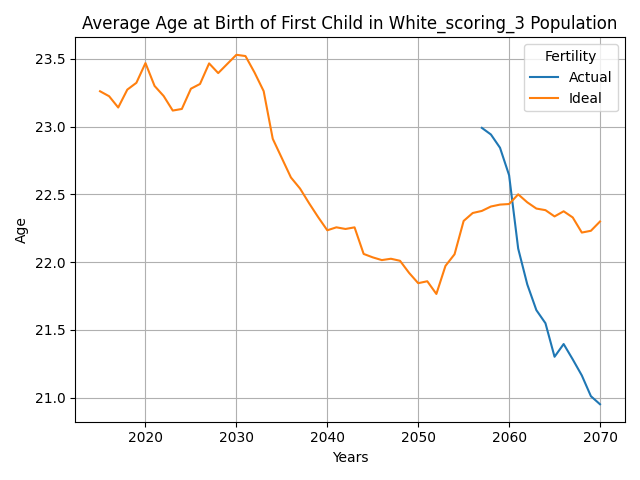 Average Age at Birth of First Child in White_scoring_3 Population
Fertility
Actual
Ideal
23.5
23.0
22.5
22.0
21.5
21.0
Age
2020 2030 2040 2050 2060 2070
Years